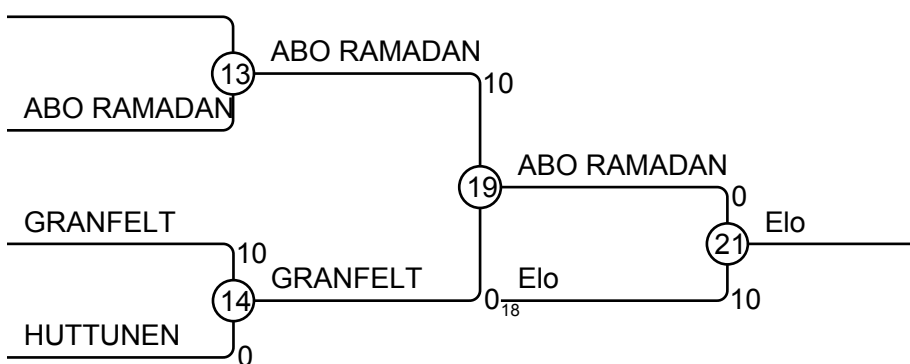 ABO RAMADAN
13
10
ABO RAMADAN
ABO RAMADAN
19
0
GRANFELT
21
Elo
10
GRANFELT
Elo
14
0
18
10
HUTTUNEN
0